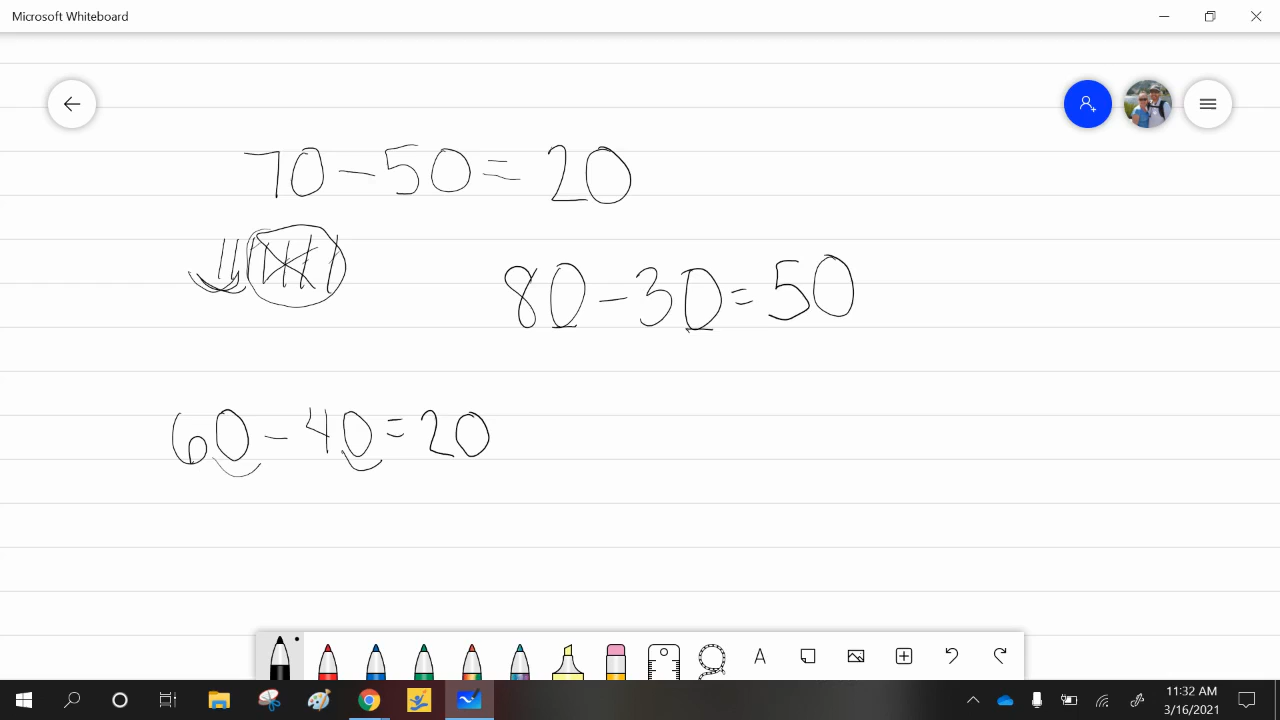 Microsoft Whiteboard
70-50=20
80-30=50
60-40=20
A
11:32 AM
3/16/2021